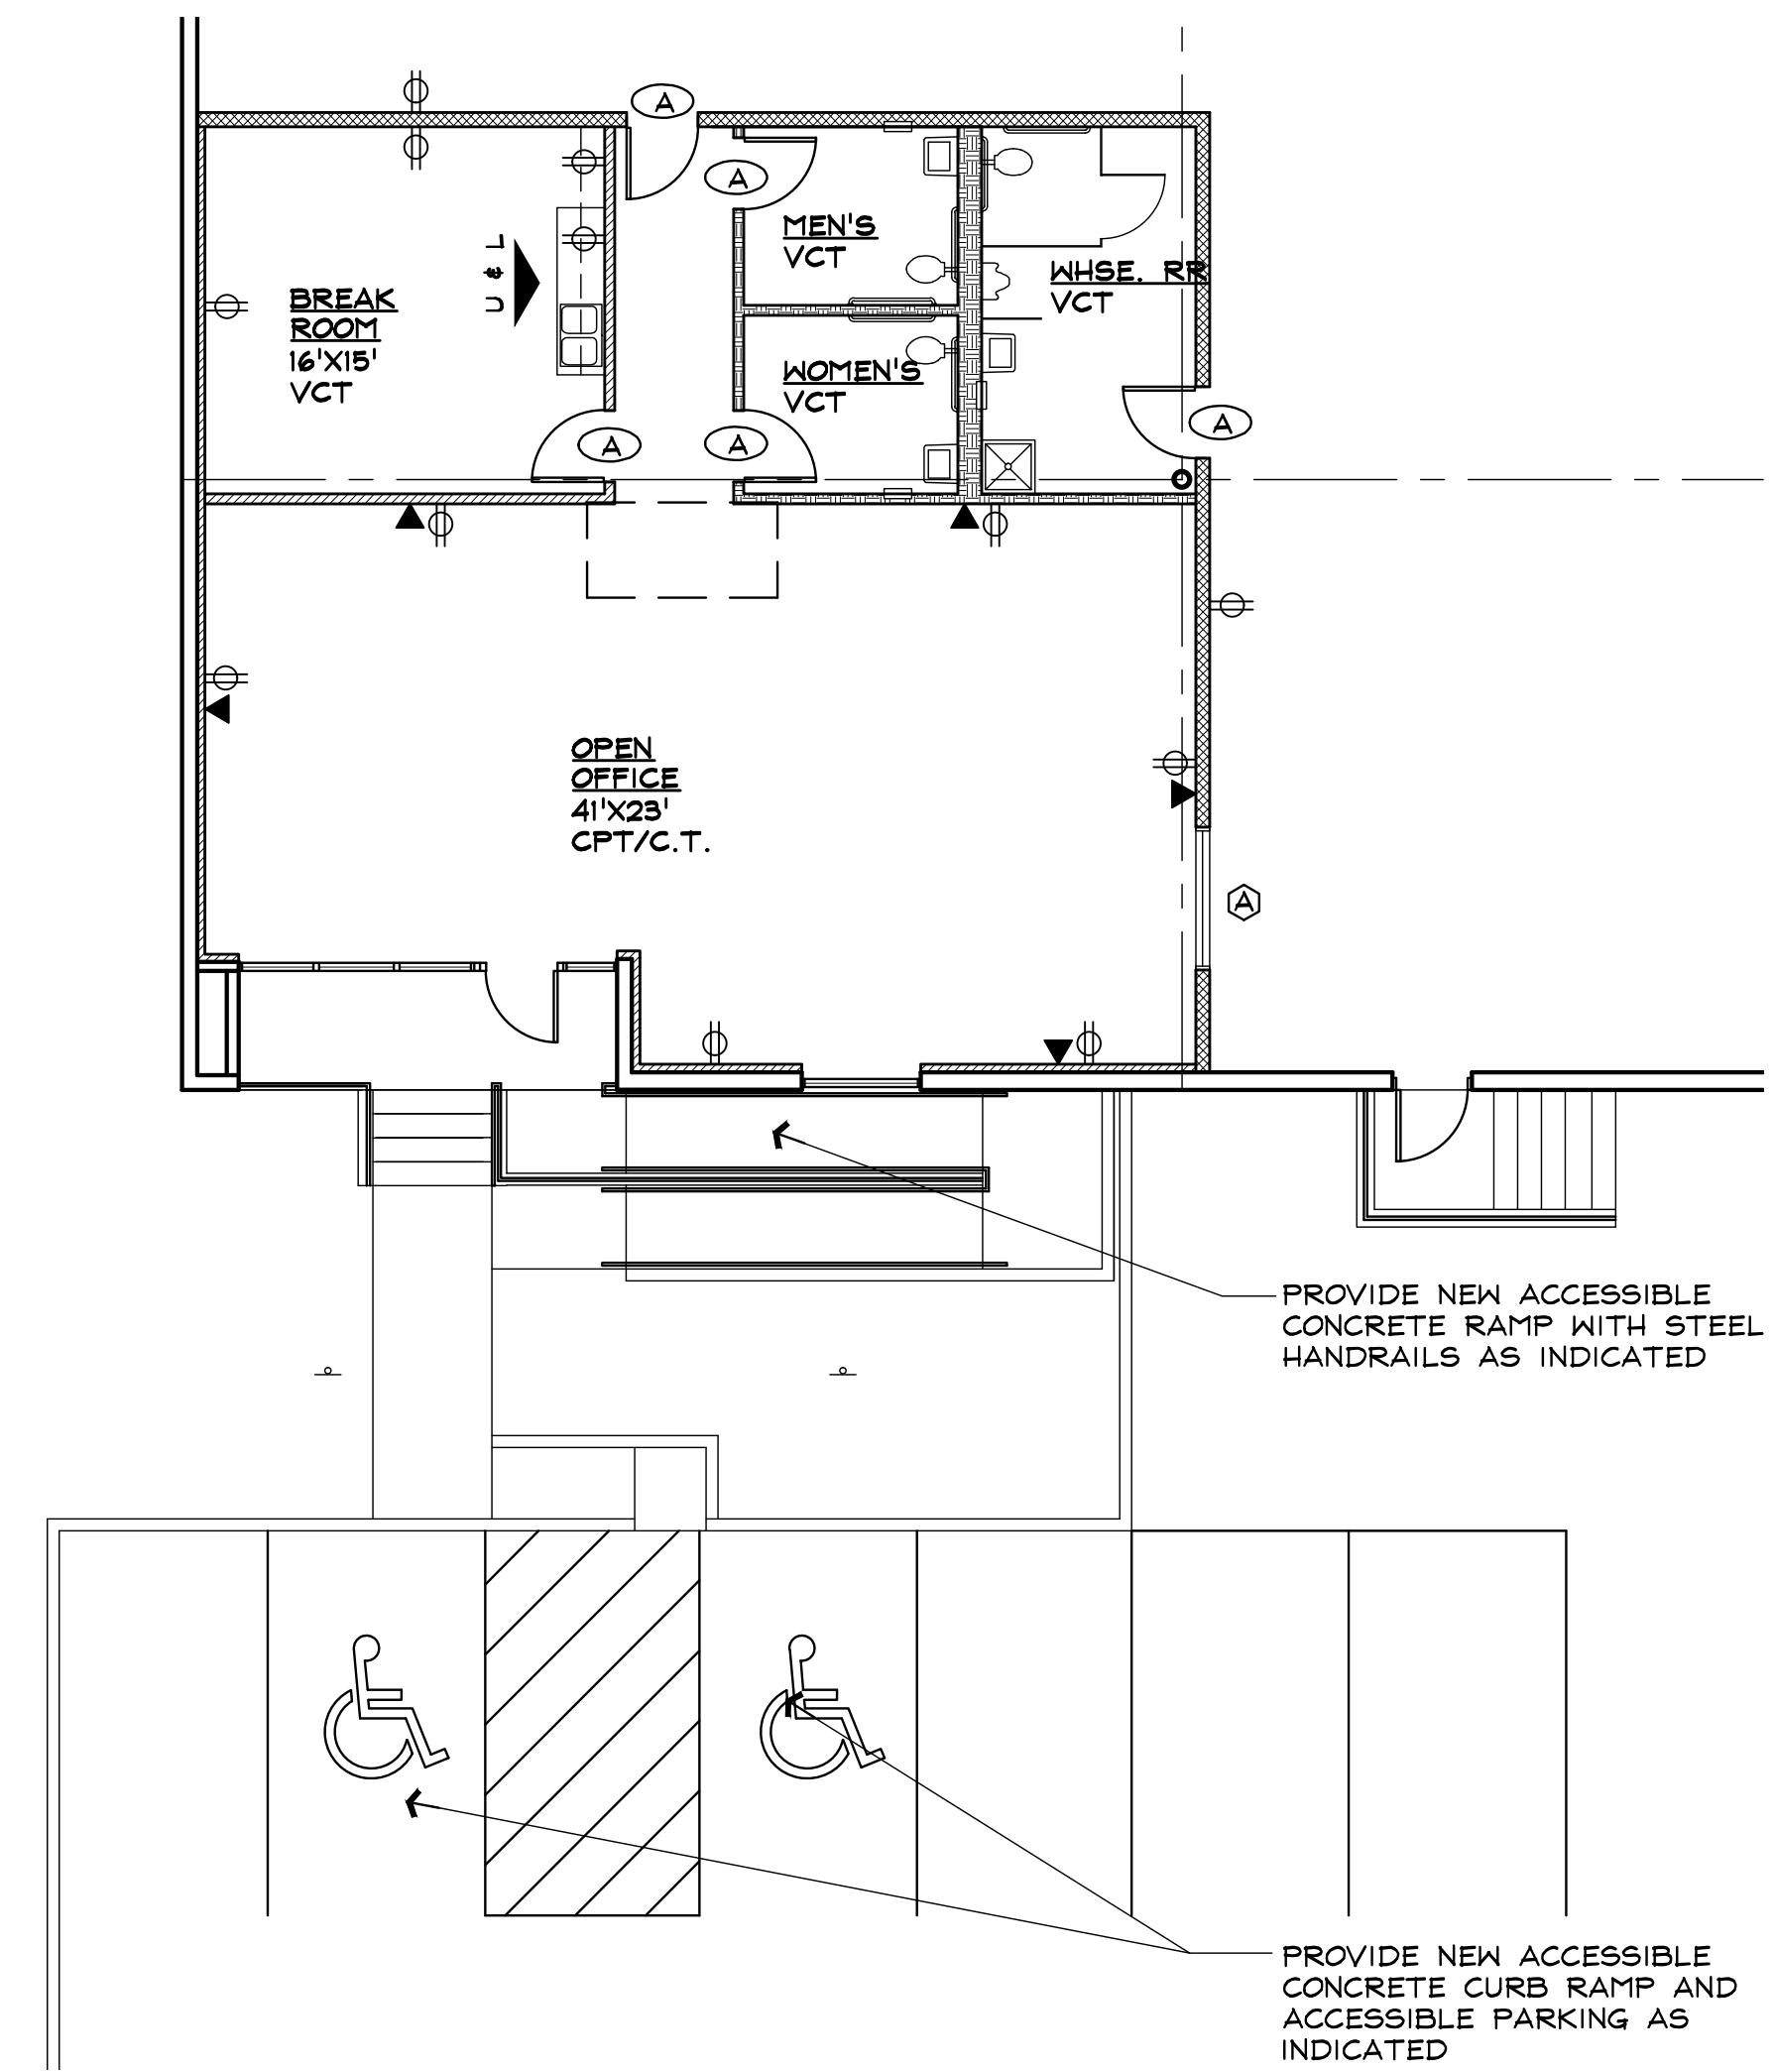 A
A
MEN'S
VCT
WHSE. RR
VCT
U & L
BREAK
ROOM
16'X15'
VCT
WOMEN'S
VCT
A
A
A
OPEN
OFFICE
41'X23'
CPT/C.T.
A
PROVIDE NEW ACCESSIBLE
CONCRETE RAMP WITH STEEL
HANDRAILS AS INDICATED
PROVIDE NEW ACCESSIBLE
CONCRETE CURB RAMP AND
ACCESSIBLE PARKING AS
INDICATED